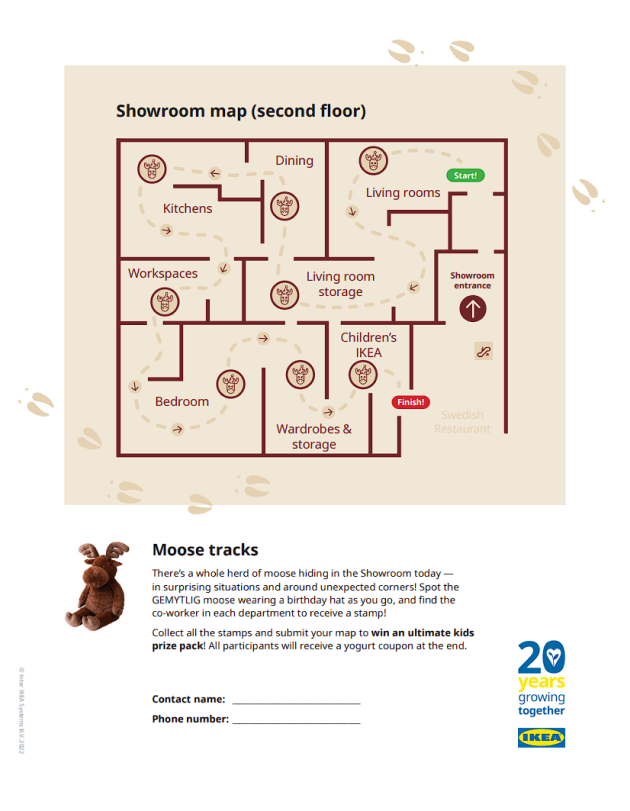 Showroom map (second floor)
Dining
Start!
Living rooms
Kitchens
Workspaces
Living room
storage
Showroom
entrance
Children's
IKEA
Bedroom
Finish!
Swedish
Restaurant
Wardrobes &
storage
Moose tracks
There's a whole herd of moose hiding in the Showroom today —
in surprising situations and around unexpected corners! Spot the
GEMYTLIG moose wearing a birthday hat as you go, and find the
co-worker in each department to receive a stamp!
Collect all the stamps and submit your map to win an ultimate kids
prize pack! All participants will receive a yogurt coupon at the end.
Contact name:
Phone number:
20
years
growing
together
IKEA
© Inter IKEA Systems B.V. 2022